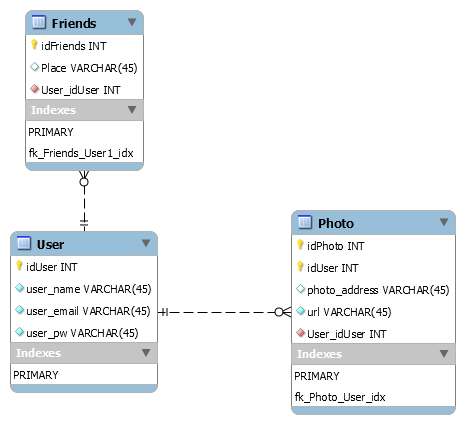 Friends
idFriends INT
Place VARCHAR(45)
User_idUser INT
Indexes
PRIMARY
fk_Friends_User1_idx
User
idUser INT
user_name VARCHAR(45)
user_email VARCHAR(45)
user_pw VARCHAR(45)
Indexes
PRIMARY
Photo
idPhoto INT
idUser INT
photo_address VARCHAR(45)
url VARCHAR(45)
User_idUser INT
Indexes
PRIMARY
fk_Photo_User_idx